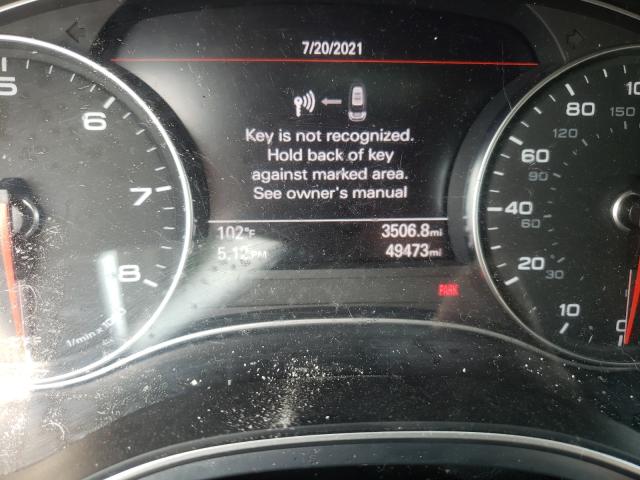 7/20/2021
Key is not recognized.
Hold back of key
against marked area.
See owner's manual
102°F 3506.8mi
5:12PM 49473mi
PARK
5
6
7
8
10
20
30
40
60
60
90
80
120
150
0